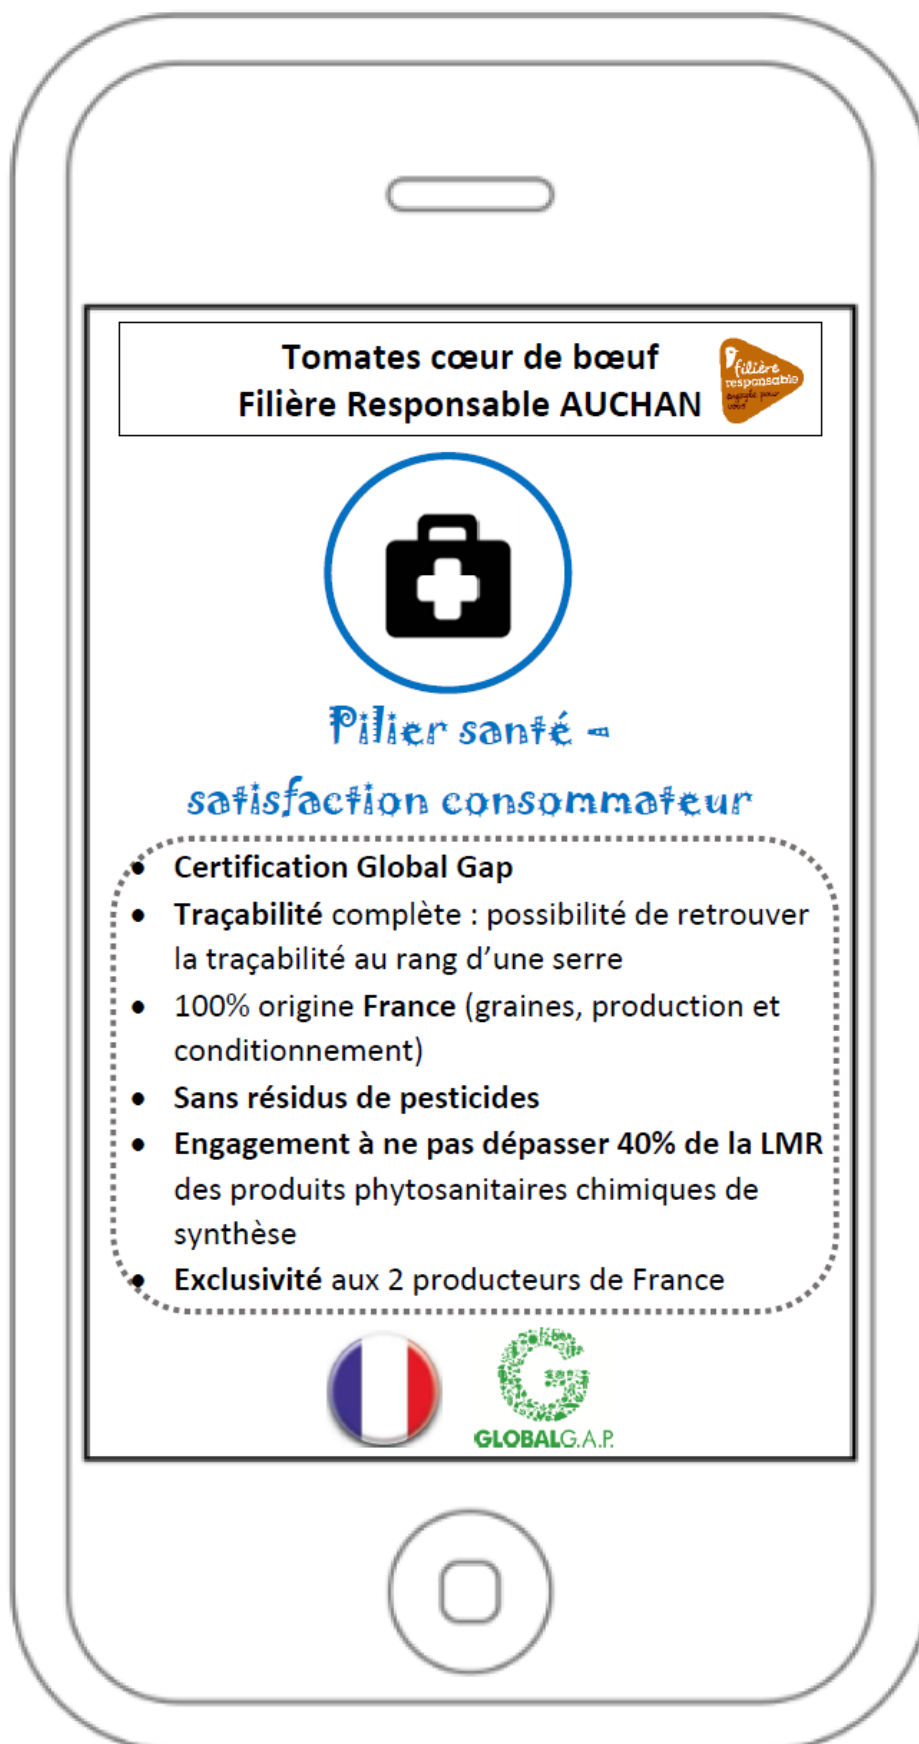 Tomates cœur de bœuf
Filière Responsable AUCHAN
filière
responsable
engagée pour
vous
Pilier santé -
satisfaction consommateur
• Certification Global Gap
• Traçabilité complète : possibilité de retrouver
la traçabilité au rang d’une serre
• 100% origine France (graines, production et
conditionnement)
• Sans résidus de pesticides
• Engagement à ne pas dépasser 40% de la LMR
des produits phytosanitaires chimiques de
synthèse
• Exclusivité aux 2 producteurs de France
G
GLOBALG.A.P.